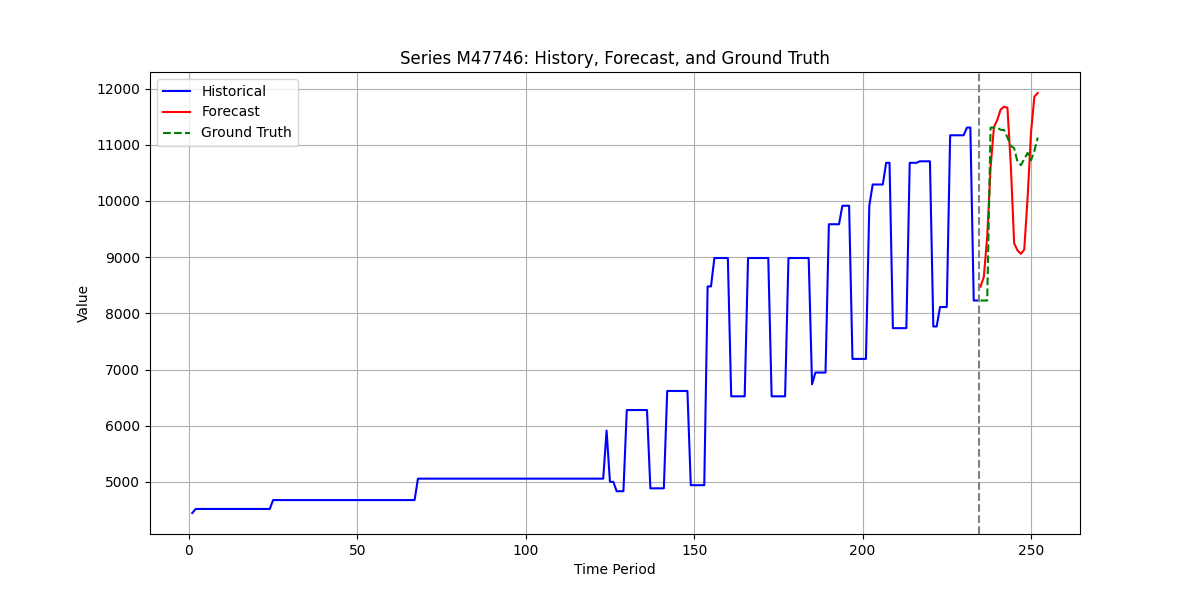 Series M47746: History, Forecast, and Ground Truth
Historical
Forecast
Ground Truth
12000
11000
10000
9000
8000
7000
6000
5000
Value
0 50 100 150 200 250
Time Period